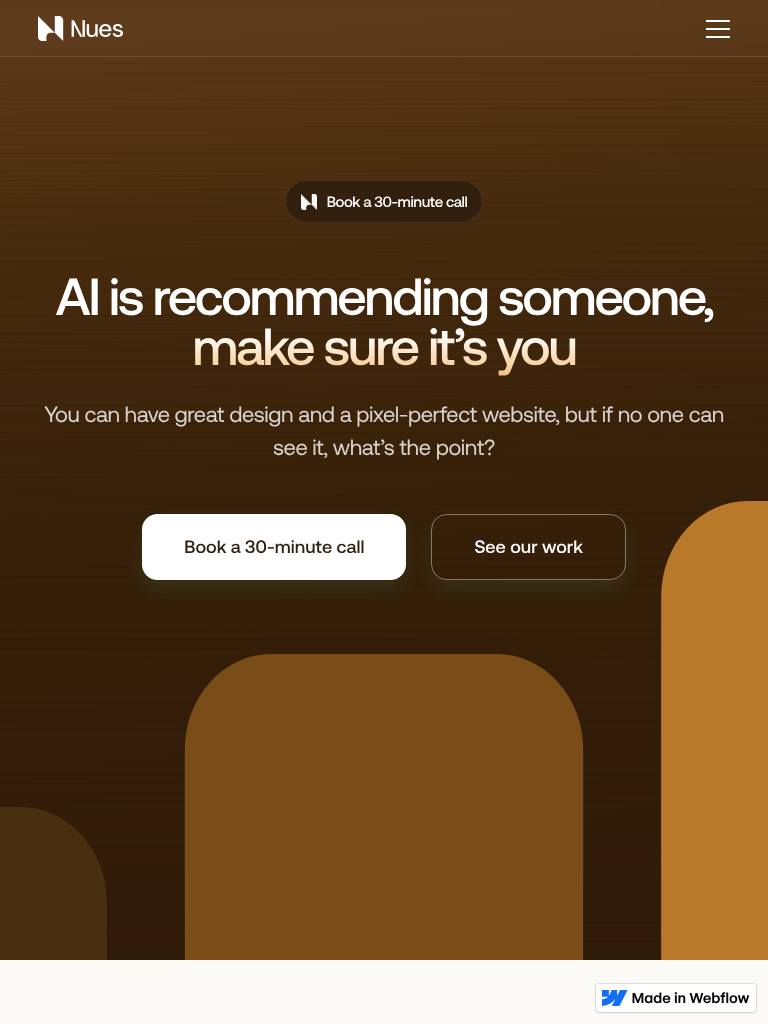 Nues
Book a 30-minute call
AI is recommending someone,
make sure it’s you
You can have great design and a pixel-perfect website, but if no one can
see it, what’s the point?
Book a 30-minute call
See our work
Made in Webflow